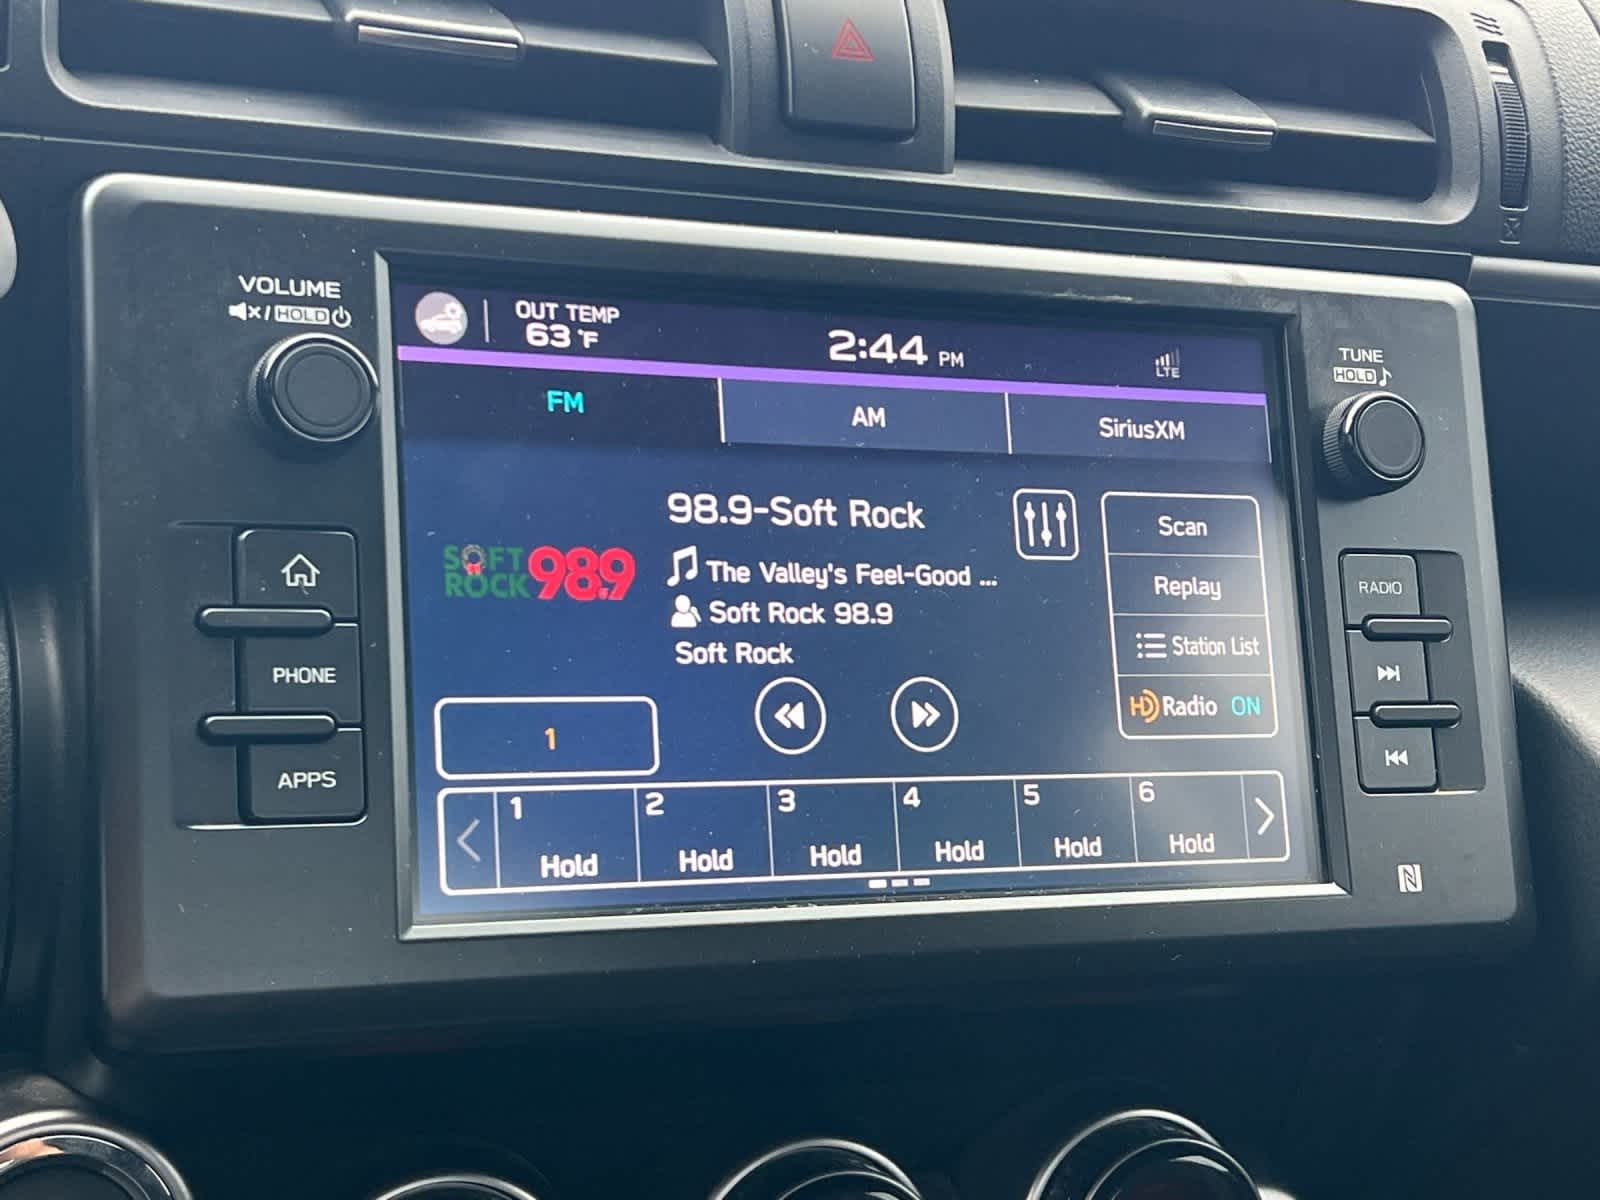 VOLUME
/HOLD
OUT TEMP
63 °F
2:44 PM
LTE
TUNE
HOLD
FM
AM
SiriusXM
98.9-Soft Rock
SOFT
ROCK 98.9
The Valley's Feel-Good ...
Soft Rock 98.9
Soft Rock
Scan
Replay
Station List
HD Radio ON
PHONE
APPS
RADIO
1
1
2
3
4
5
6
Hold
Hold
Hold
Hold
Hold
Hold